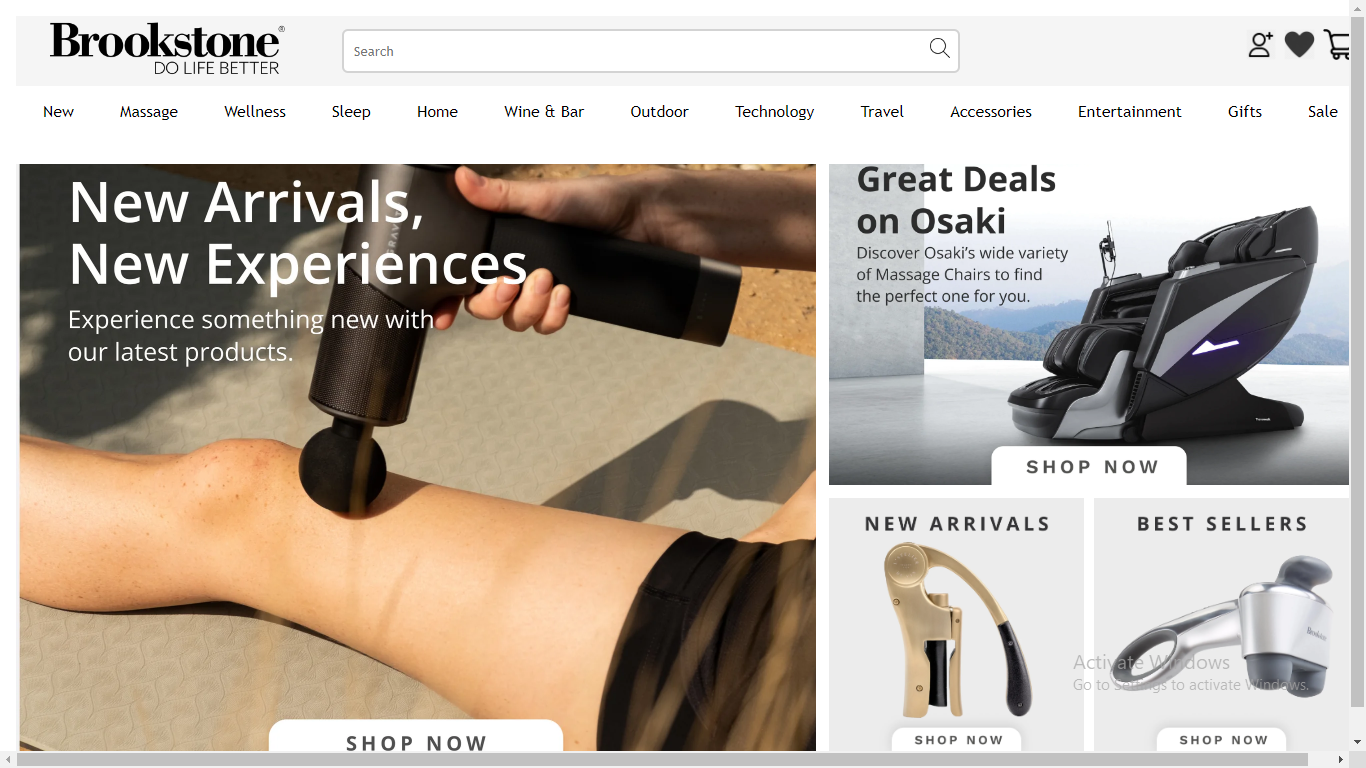 Brookstone®
DO LIFE BETTER
Search
New
Massage
Wellness
Sleep
Home
Wine & Bar
Outdoor
Technology
Travel
Accessories
Entertainment
Gifts
Sale
New Arrivals,
New Experiences
Experience something new with
our latest products.
SHOP NOW
Great Deals
on Osaki
Discover Osaki's wide variety
of Massage Chairs to find
the perfect one for you.
SHOP NOW
NEW ARRIVALS
SHOP NOW
BEST SELLERS
Brookstone
SHOP NOW
Activate Windows
Go to Settings to activate Windows.